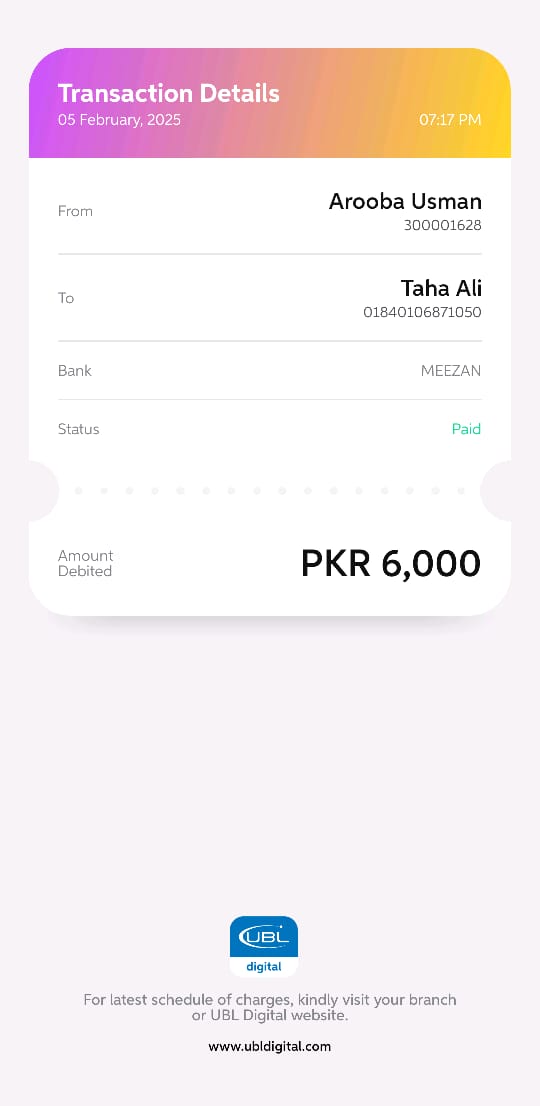 Transaction Details
05 February, 2025 07:17 PM
From
Arooba Usman
300001628
To
Taha Ali
01840106871050
Bank MEEZAN
Status Paid
Amount
Debited
PKR 6,000
UBL
digital
For latest schedule of charges, kindly visit your branch
or UBL Digital website.
www.ubldigital.com